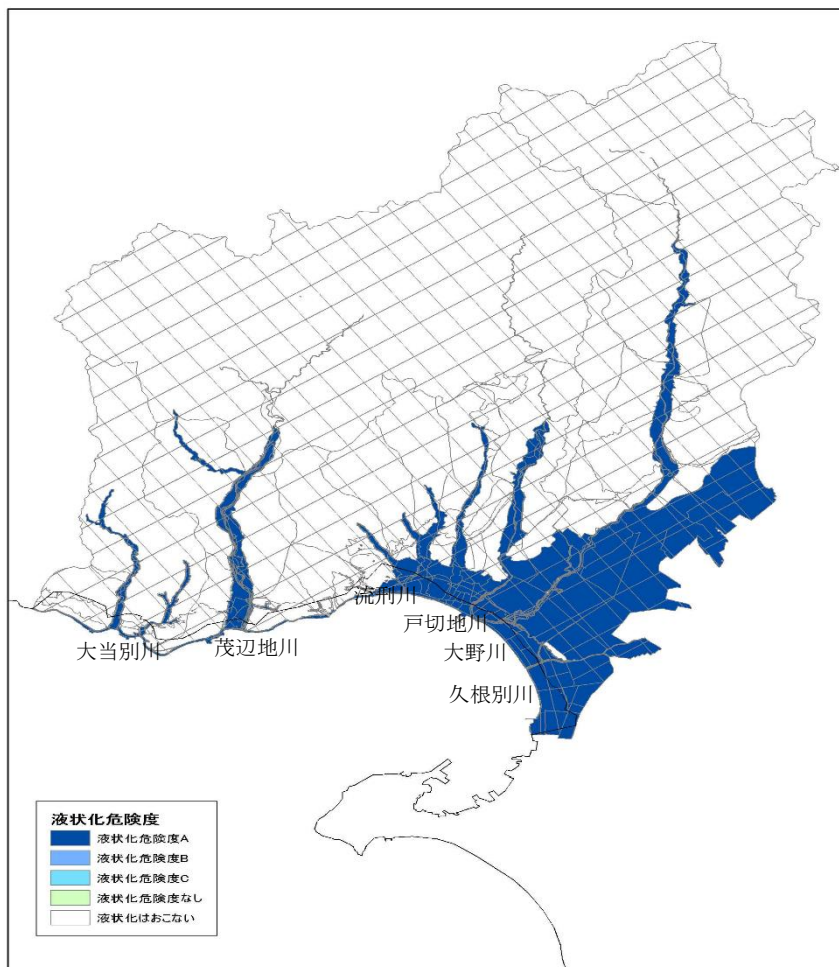 流刑川
戸切地川
大当別川
茂辺地川
大野川
久根別川
液状化危険度
液状化危険度A
液状化危険度B
液状化危険度C
液状化危険度なし
液状化はおこない